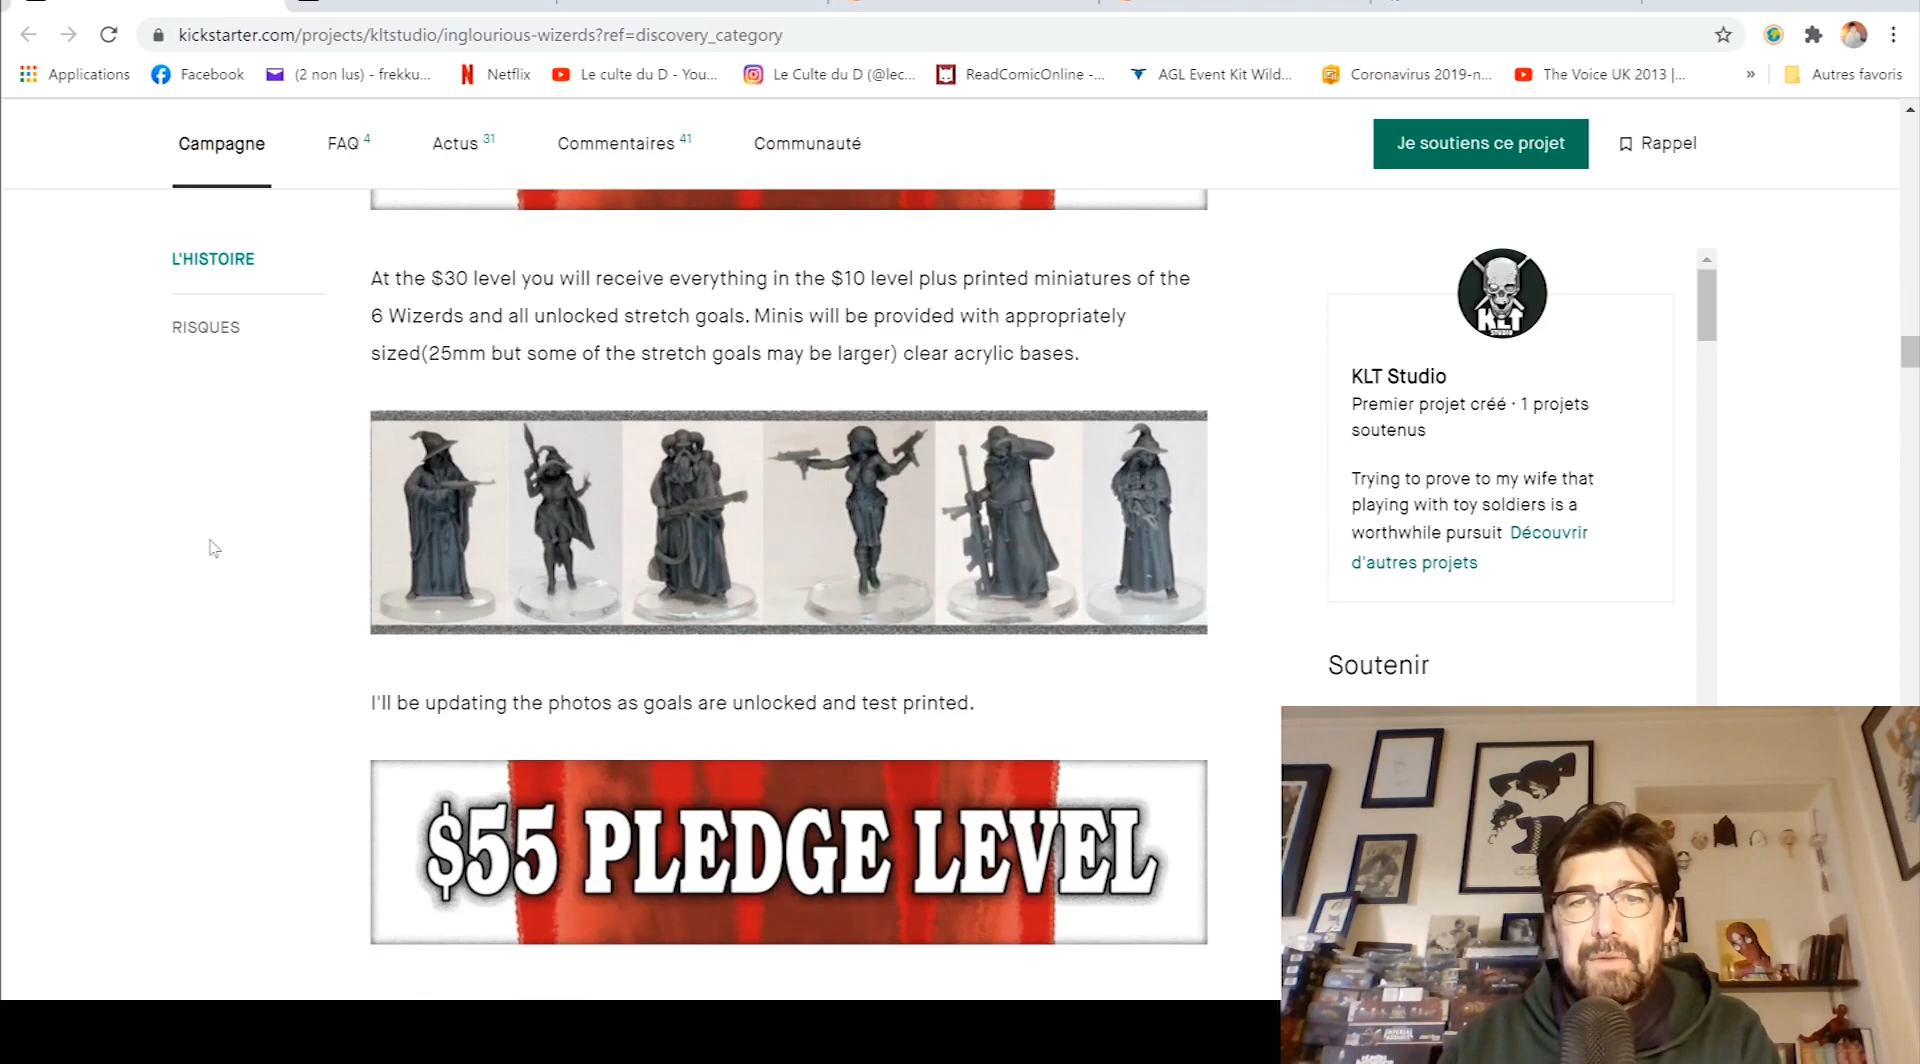 kickstarter.com/projects/kltstudio/inglourious-wizerds?ref=discovery_category
Applications
Facebook
(2 non lus) - frekku...
Netflix
Le culte du D - You...
Le Culte du D (@lec...
ReadComicOnline -...
AGL Event Kit Wild...
Coronavirus 2019-n...
The Voice UK 2013 |...
»
Autres favoris
Campagne
FAQ 4
Actus 31
Commentaires 41
Communauté
Je soutiens ce projet
Rappel
L'HISTOIRE
RISQUES
At the $30 level you will receive everything in the $10 level plus printed miniatures of the
6 Wizerds and all unlocked stretch goals. Minis will be provided with appropriately
sized(25mm but some of the stretch goals may be larger) clear acrylic bases.
I'll be updating the photos as goals are unlocked and test printed.
$55 PLEDGE LEVEL
KLT
STUDIO
KLT Studio
Premier projet créé · 1 projets
soutenus
Trying to prove to my wife that
playing with toy soldiers is a
worthwhile pursuit Découvrir
d'autres projets
Soutenir